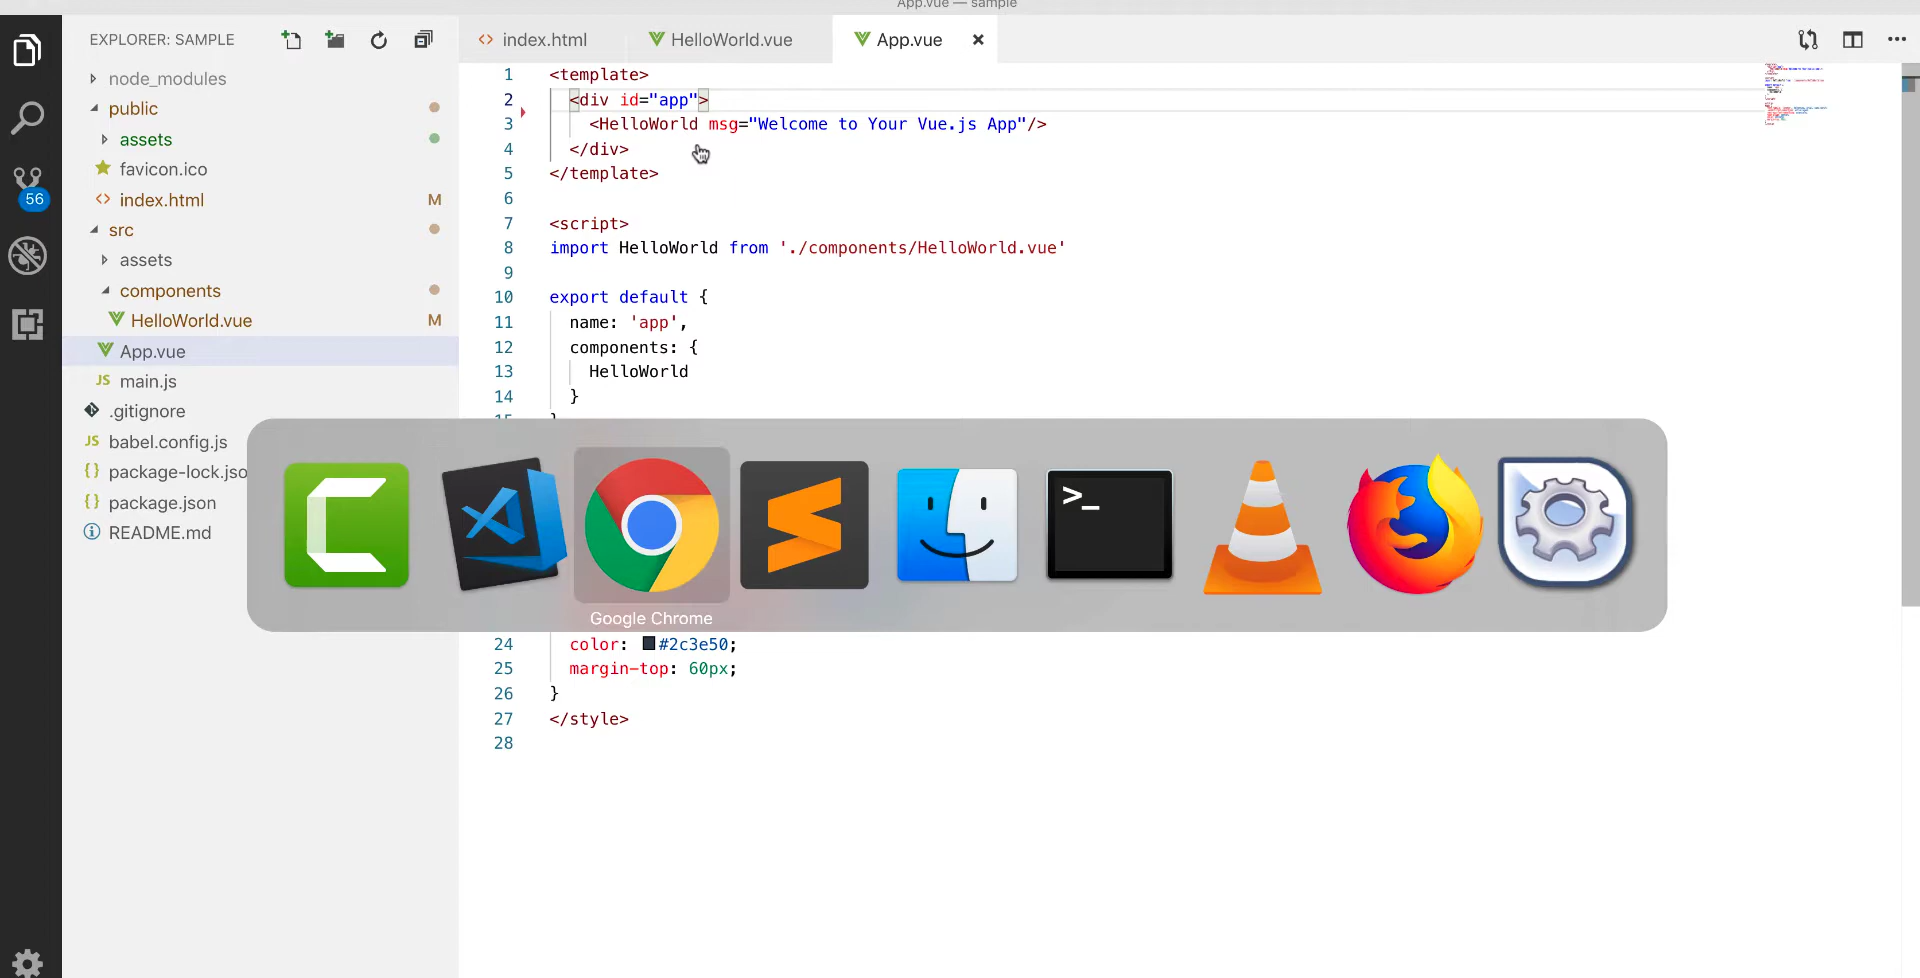 App.vue — sample
EXPLORER: SAMPLE
index.html
HelloWorld.vue
App.vue
node_modules
public
assets
favicon.ico
index.html M
src
assets
components
HelloWorld.vue M
App.vue
JS main.js
.gitignore
JS babel.config.js
{} package-lock.jso
{} package.json
README.md
56
1 <template>
2 <div id="app">
3 <HelloWorld msg="Welcome to Your Vue.js App"/>
4 </div>
5 </template>
6
7 <script>
8 import HelloWorld from './components/HelloWorld.vue'
9
10 export default {
11 name: 'app',
12 components: {
13 HelloWorld
14 }
15 }
>_
Google Chrome
24 color: #2c3e50;
25 margin-top: 60px;
26 }
27 </style>
28